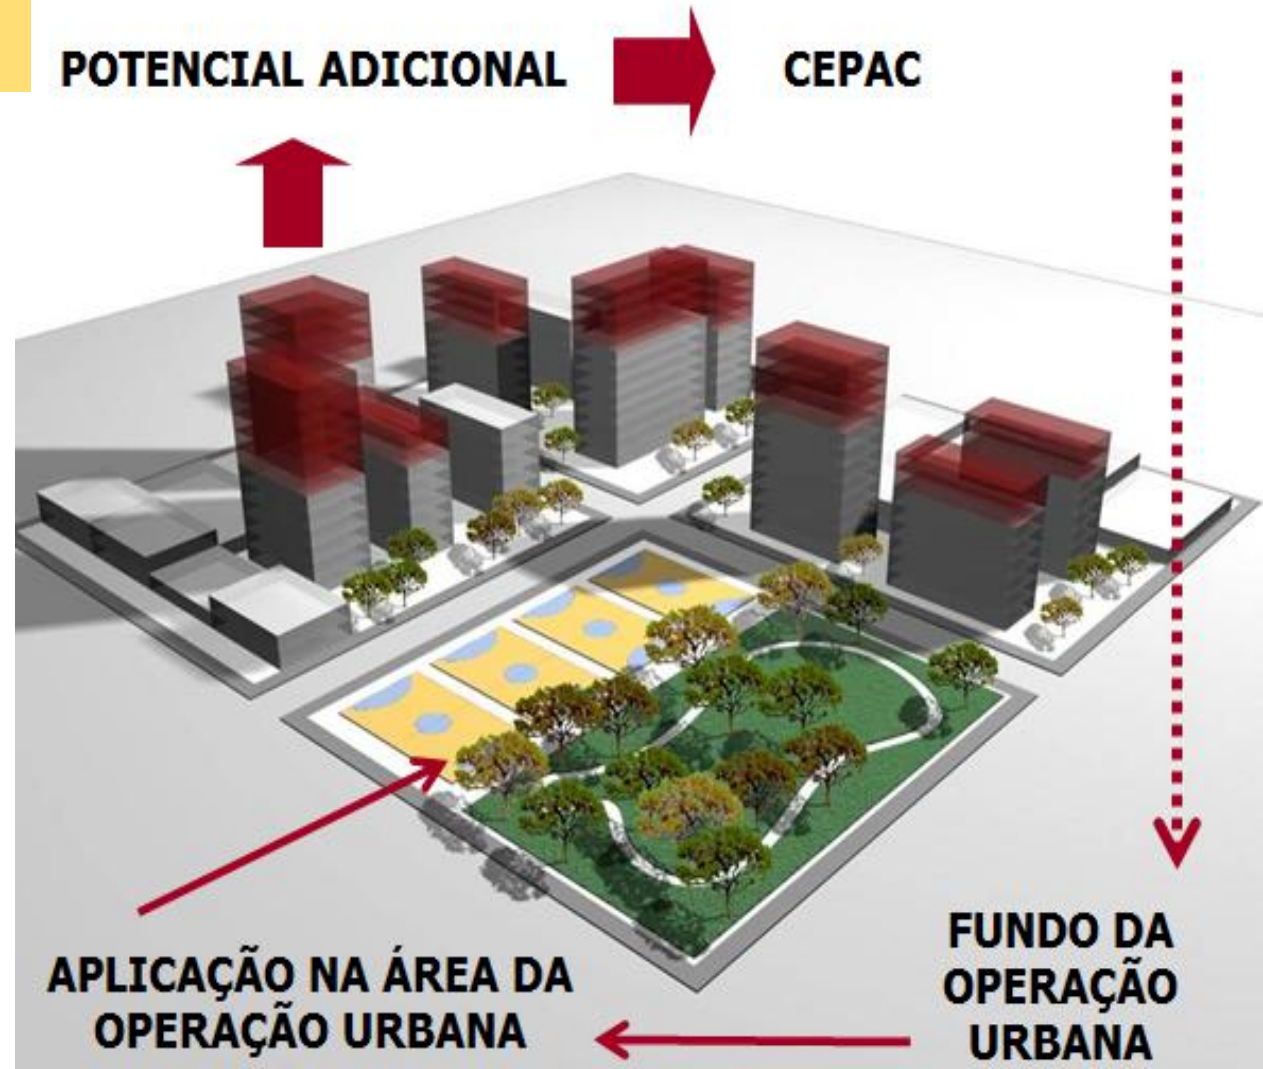 POTENCIAL ADICIONAL
CEPAC
FUNDO DA
OPERAÇÃO
URBANA
APLICAÇÃO NA ÁREA DA
OPERAÇÃO URBANA